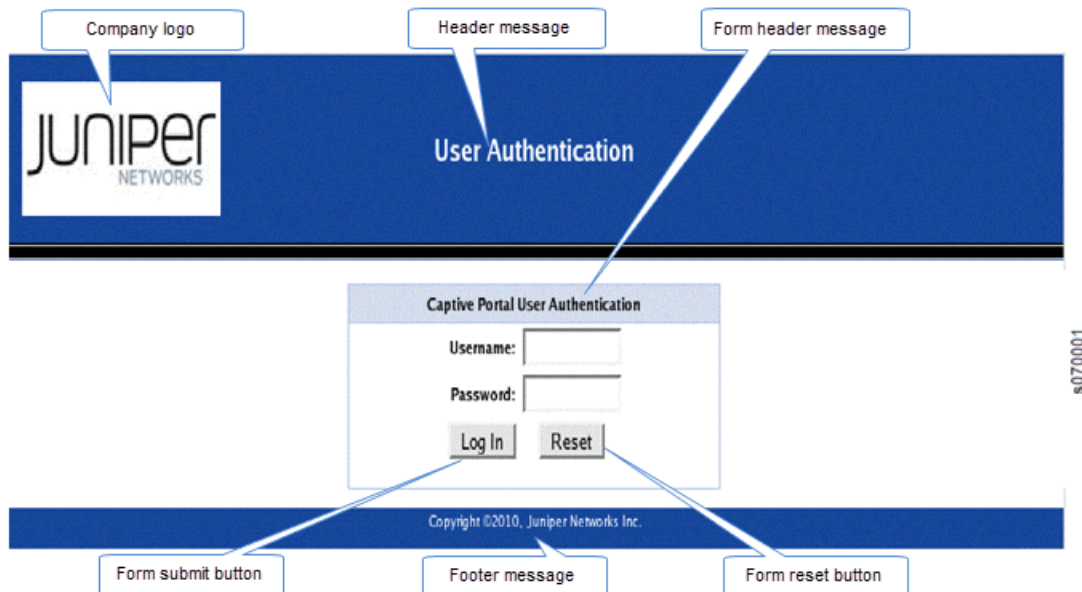 Company logo
Header message
Form header message
JUNIPER
NETWORKS
User Authentication
Captive Portal User Authentication
Username:
Password:
Log In
Reset
s070001
Copyright ©2010, Juniper Networks Inc.
Form submit button
Footer message
Form reset button